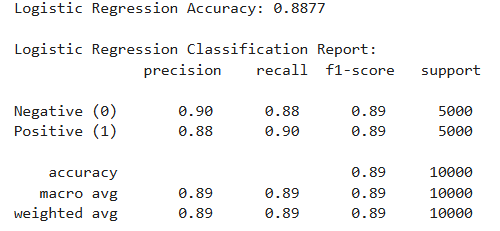 Logistic Regression Accuracy: 0.8877
Logistic Regression Classification Report:
precision recall f1-score support
Negative (0) 0.90 0.88 0.89 5000
Positive (1) 0.88 0.90 0.89 5000
accuracy 0.89 10000
macro avg 0.89 0.89 0.89 10000
weighted avg 0.89 0.89 0.89 10000